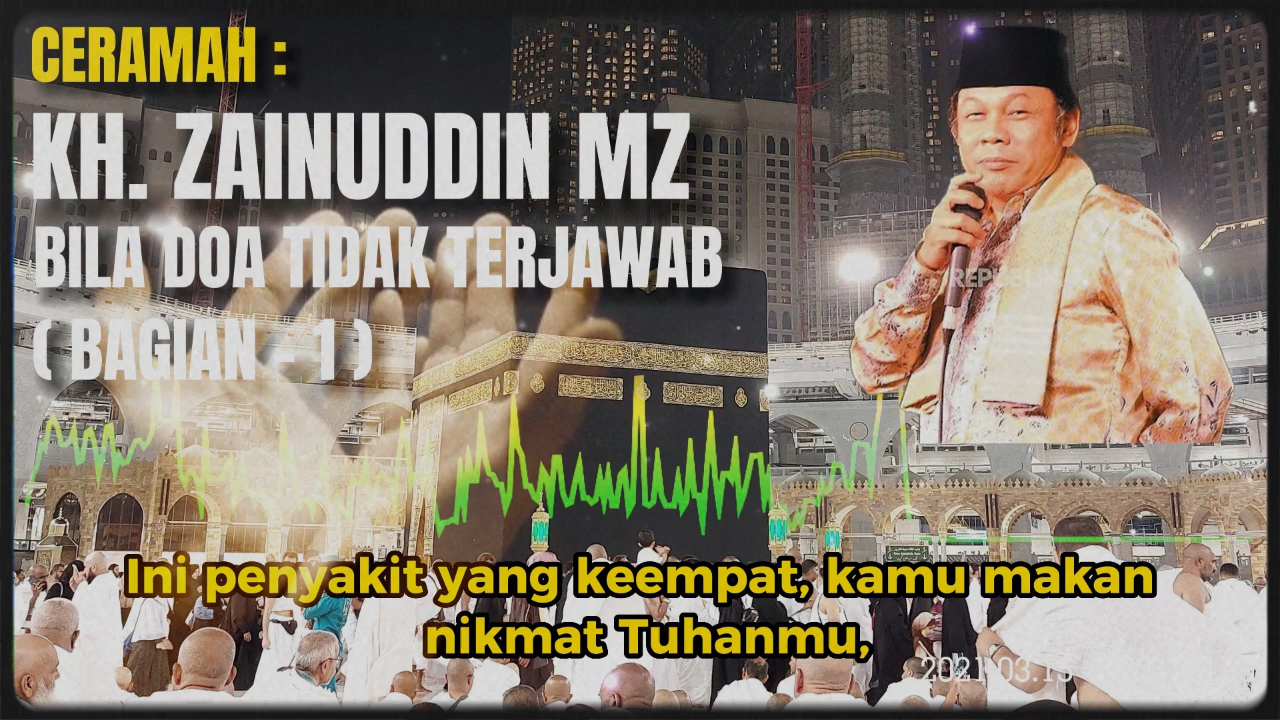 CERAMAH :
KH. ZAINUDDIN MZ
BILA DOA TIDAK TERJAWAB
( BAGIAN - 1 )
Ini penyakit yang keempat, kamu makan
nikmat Tuhanmu,